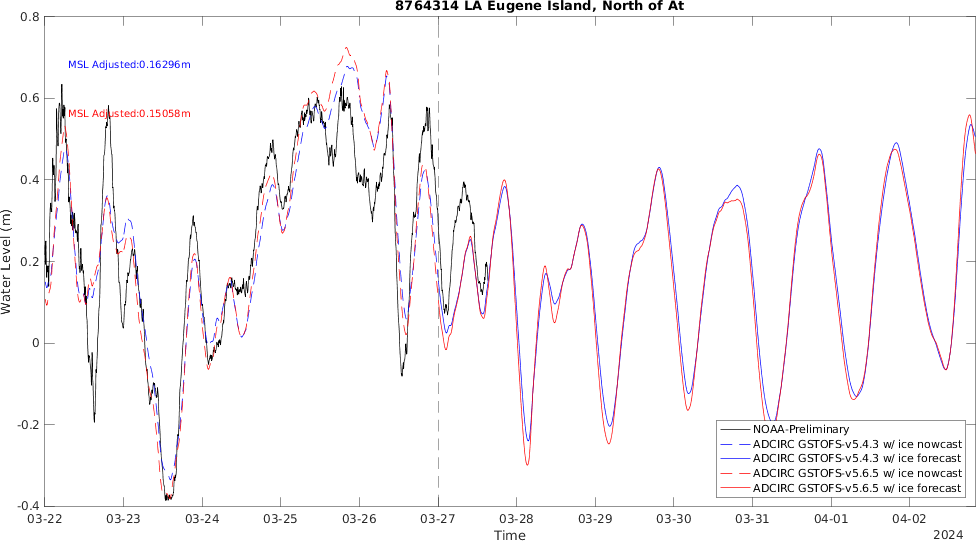 8764314 LA Eugene Island, North of At
MSL Adjusted:0.16296m
MSL Adjusted:0.15058m
Water Level (m)
0.8
0.6
0.4
0.2
0
-0.2
-0.4
NOAA-Preliminary
ADCIRC GSTOFS-v5.4.3 w/ ice nowcast
ADCIRC GSTOFS-v5.4.3 w/ ice forecast
ADCIRC GSTOFS-v5.6.5 w/ ice nowcast
ADCIRC GSTOFS-v5.6.5 w/ ice forecast
03-22 03-23 03-24 03-25 03-26 03-27 03-28 03-29 03-30 03-31 04-01 04-02
Time
2024